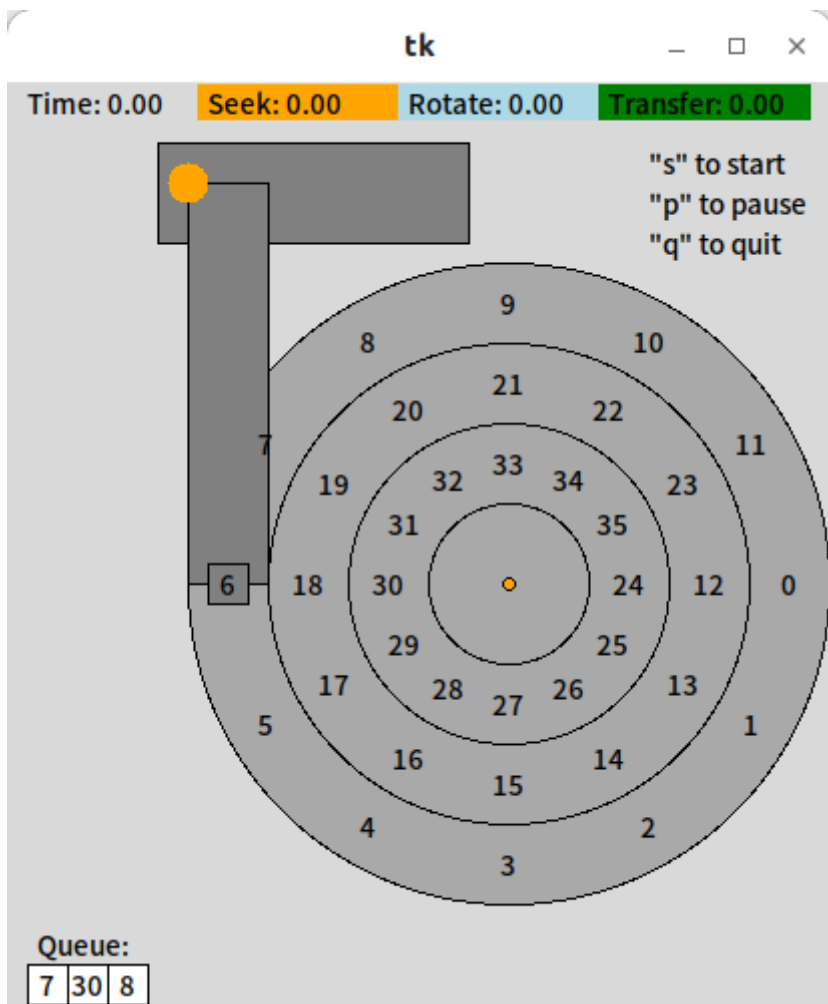 tk
Time: 0.00 Seek: 0.00 Rotate: 0.00 Transfer: 0.00
"s" to start
"p" to pause
"q" to quit
9
8 10
21
20 22
7 11
33
32 34
19 23
31 35
6 18 30 24 12 0
29 25
17 13
28 26
27
5 1
16 14
15
4 2
3
Queue:
7 30 8